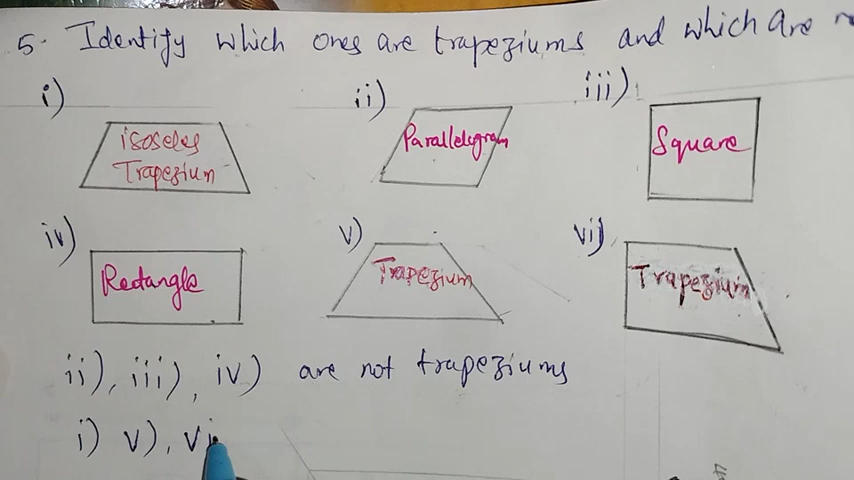 5. Identify which ones are trapeziums and which are
i) ii) iii)
isoseles Trapezium
Parallelogram
Square
iv) v) vi)
Rectangle
Trapezium
Trapezium
ii), iii), iv) are not trapeziums
i) v), vi